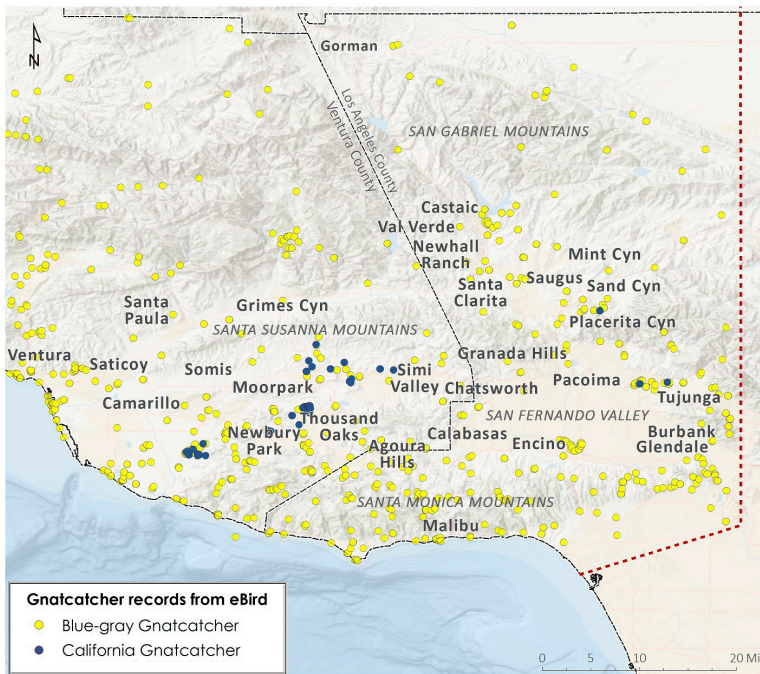 Gorman
N
Los Angeles County
Ventura County
SAN GABRIEL MOUNTAINS
Castaic
Val Verde
Newhall
Ranch
Mint Cyn
Saugus
Sand Cyn
Santa
Clarita
Santa
Paula
Grimes Cyn
Placerita Cyn
SANTA SUSANNA MOUNTAINS
Ventura
Saticoy
Somis
Granada Hills
Simi
Valley
Moorpark
Chatsworth
Pacoima
Tujunga
Camarillo
Thousand
Oaks
SAN FERNANDO VALLEY
Newbury
Park
Agoura
Hills
Calabasas
Encino
Burbank
Glendale
SANTA MONICA MOUNTAINS
Malibu
Gnatcatcher records from eBird
Blue-gray Gnatcatcher
California Gnatcatcher
0 5 10 20 Mi